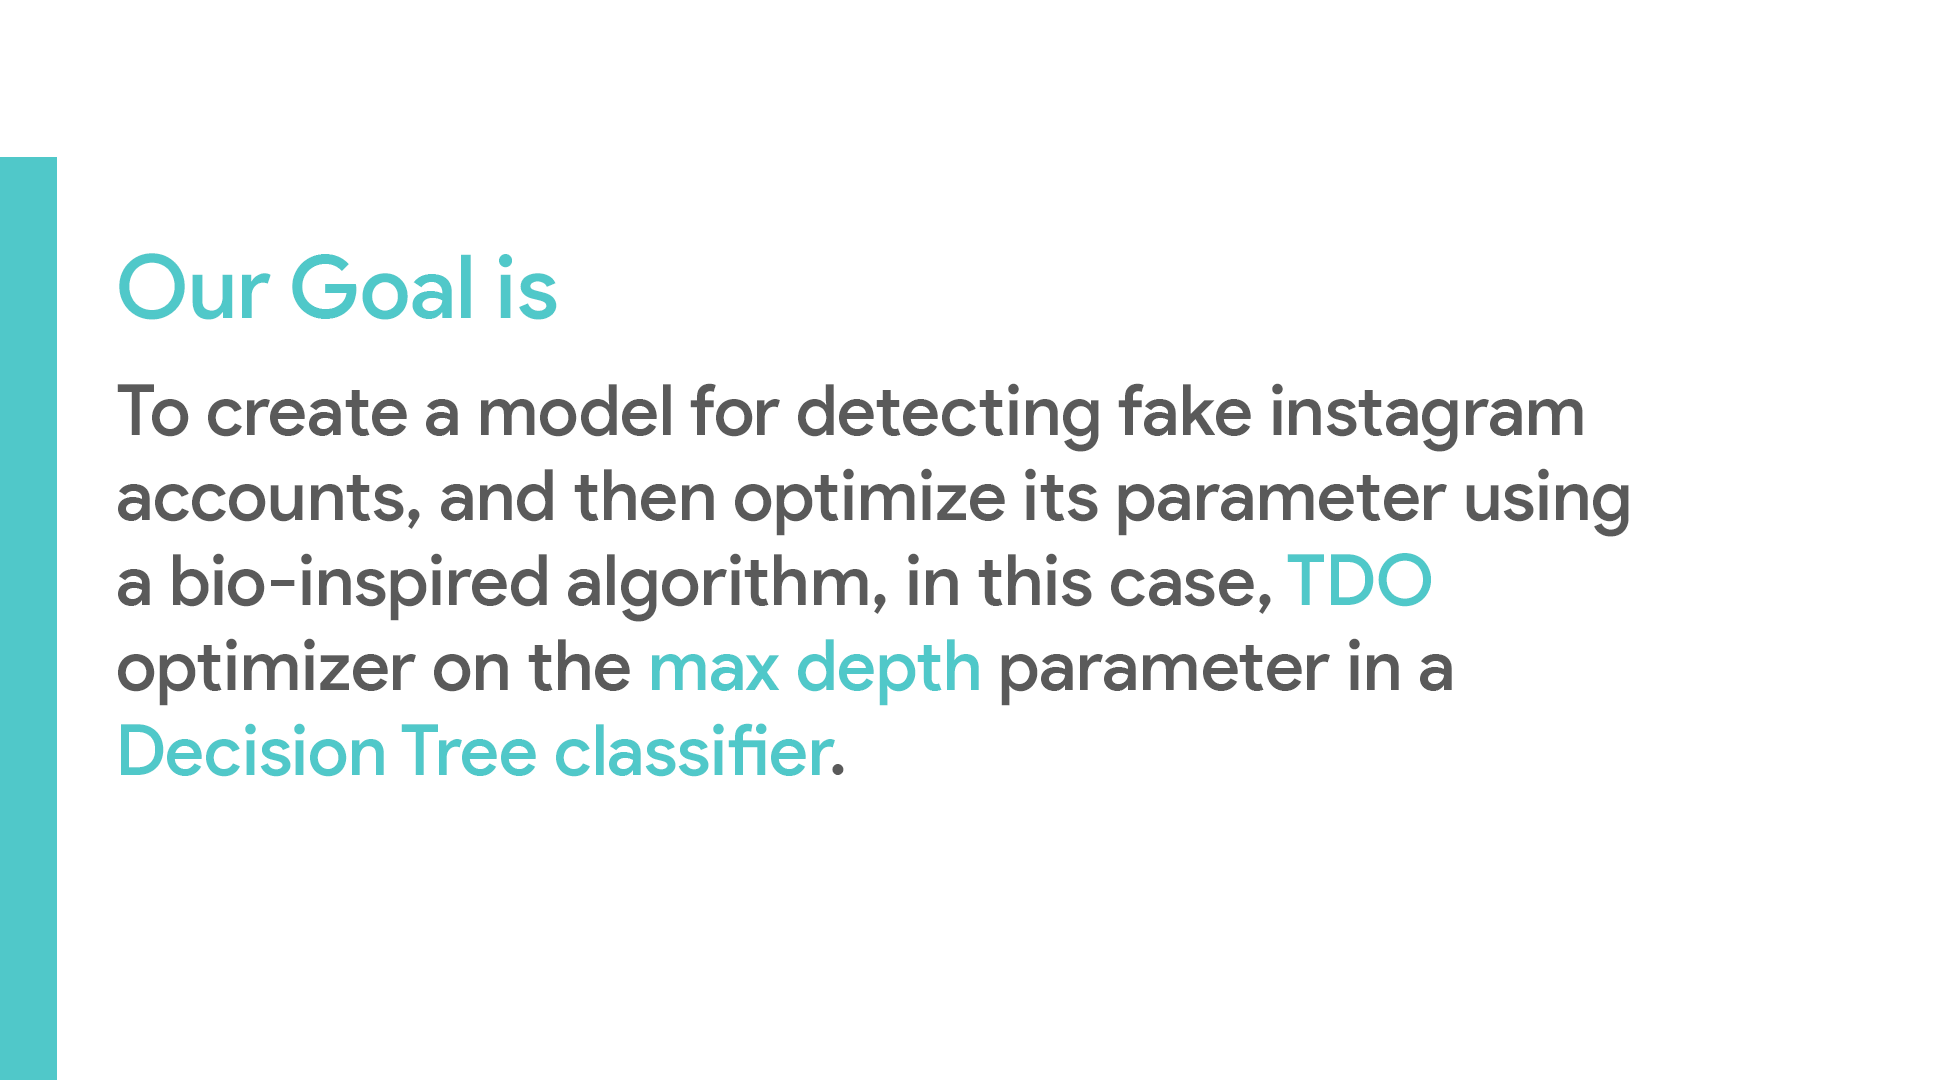 Our Goal is
To create a model for detecting fake instagram
accounts, and then optimize its parameter using
a bio-inspired algorithm, in this case, TDO
optimizer on the max depth parameter in a
Decision Tree classifier.